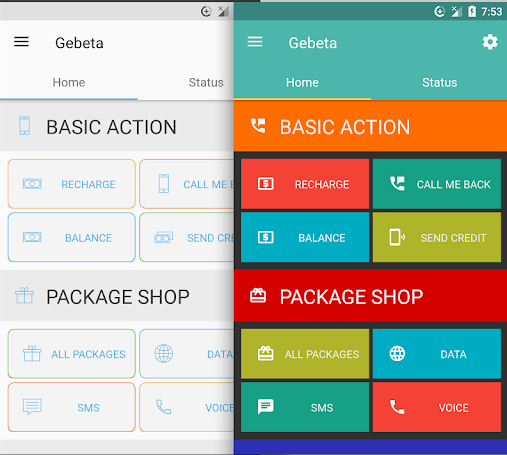 Gebeta
Home Status
BASIC ACTION
RECHARGE CALL ME B
BALANCE SEND CRE
PACKAGE SHOP
ALL PACKAGES DATA
SMS VOICE
7:53
Gebeta
Home Status
BASIC ACTION
RECHARGE CALL ME BACK
BALANCE SEND CREDIT
PACKAGE SHOP
ALL PACKAGES DATA
SMS VOICE